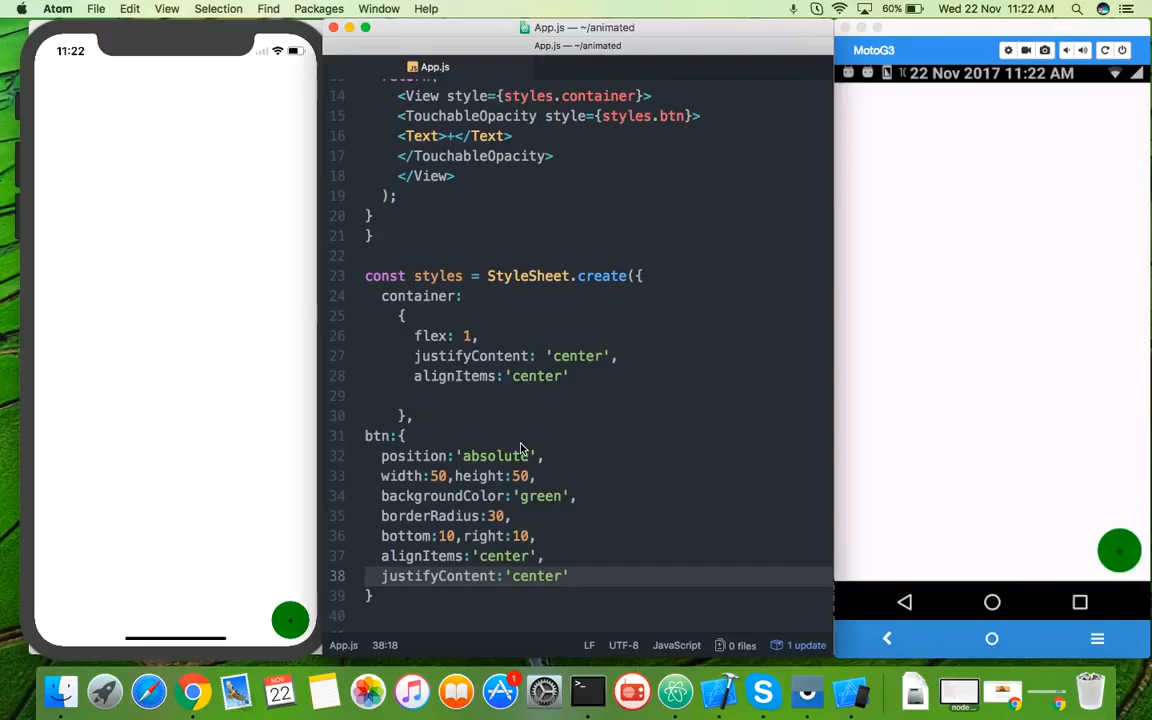 Atom File Edit View Selection Find Packages Window Help 60% Wed 22 Nov 11:22 AM
App.js — ~/animated
App.js — ~/animated
App.js
11:22
MotoG3
22 Nov 2017 11:22 AM
return(
14 <View style={styles.container}>
15 <TouchableOpacity style={styles.btn}>
16 <Text>+</Text>
17 </TouchableOpacity>
18 </View>
19 );
20 }
21 }
22
23 const styles = StyleSheet.create({
24 container:
25 {
26 flex: 1,
27 justifyContent: 'center',
28 alignItems:'center'
29
30 },
31 btn:{
32 position:'absolute',
33 width:50,height:50,
34 backgroundColor:'green',
35 borderRadius:30,
36 bottom:10,right:10,
37 alignItems:'center',
38 justifyContent:'center'
39 }
40
+
+
App.js 38:18 LF UTF-8 JavaScript 0 files 1 update
NOV
22
1
node